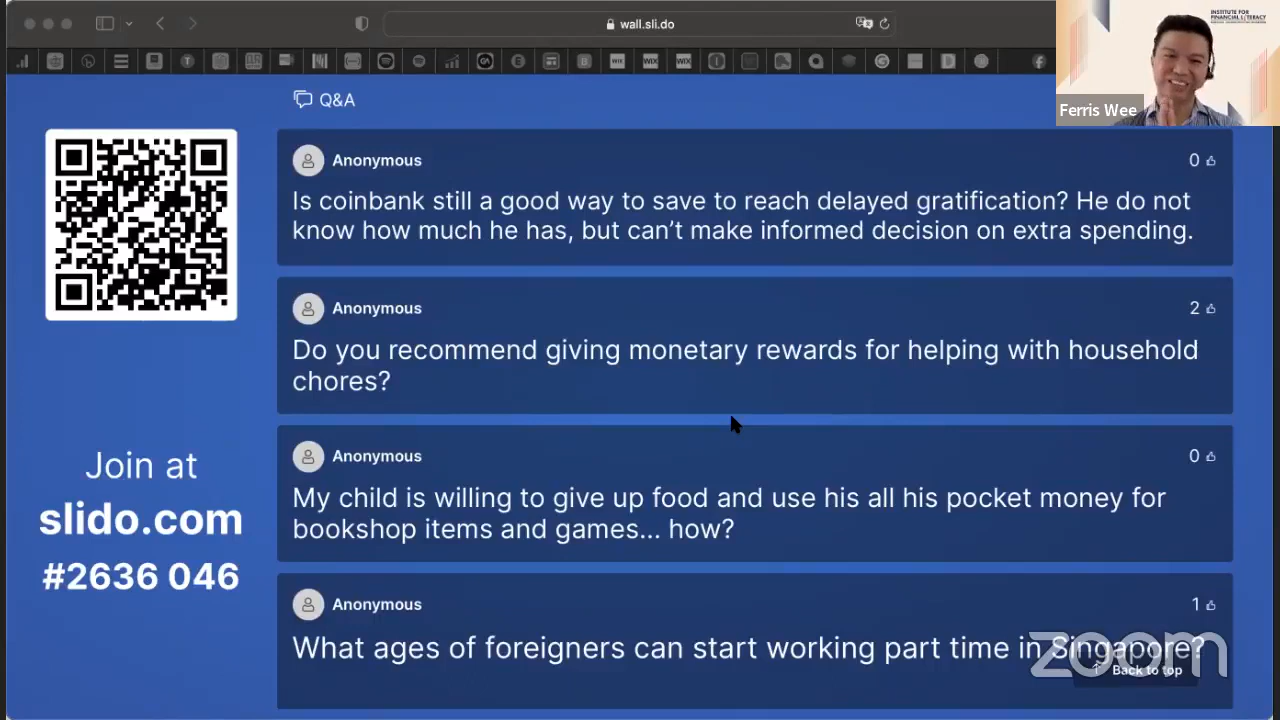 wall.sli.do
INSTITUTE FOR
FINANCIAL LITERACY
Ferris Wee
Q&A
Anonymous
0
Is coinbank still a good way to save to reach delayed gratification? He do not
know how much he has, but can’t make informed decision on extra spending.
Anonymous
2
Do you recommend giving monetary rewards for helping with household
chores?
Anonymous
0
My child is willing to give up food and use his all his pocket money for
bookshop items and games... how?
Anonymous
1
What ages of foreigners can start working part time in Singapore?
Back to top
Join at
slido.com
#2636 046
zoom